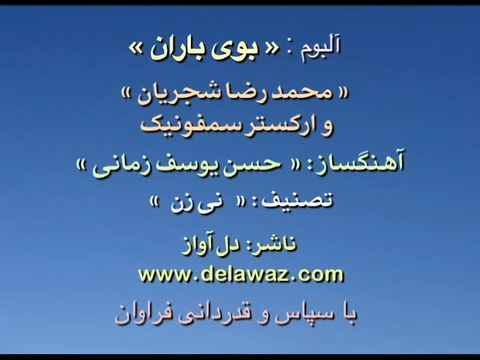 آلبوم : « بوی باران »
« محمد رضا شجریان »
و ارکستر سمفونیک
آهنگساز: « حسن یوسف زمانی »
تصنیف: « نی زن »
ناشر: دل آواز
www.delawaz.com
با سپاس و قدردانی فراوان